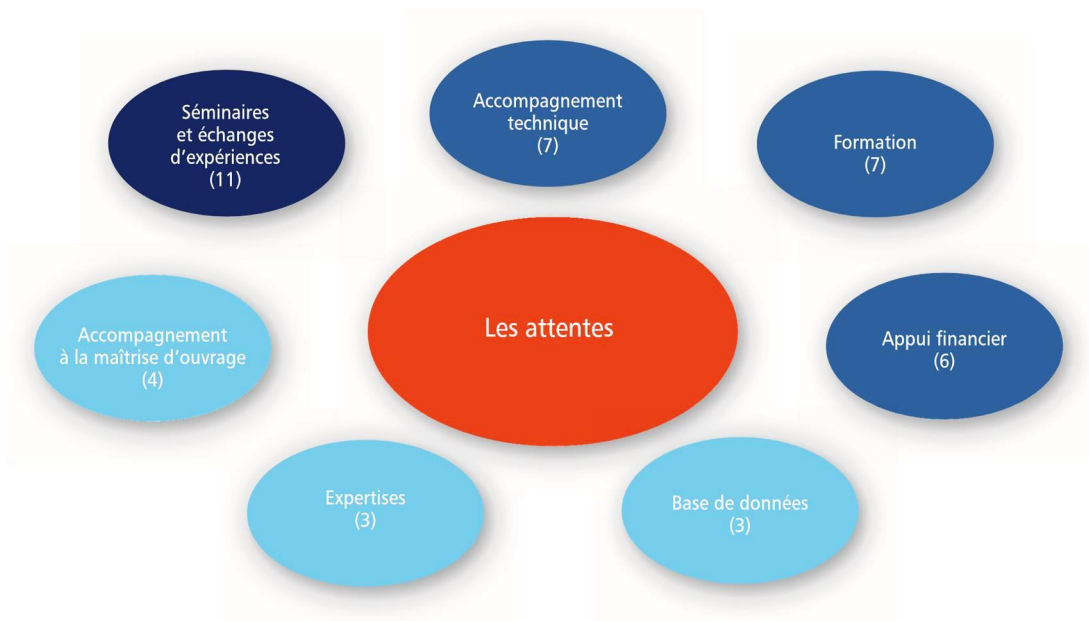 Séminaires
et échanges
d'expériences
(11)
Accompagnement
technique
(7)
Formation
(7)
Les attentes
Accompagnement
à la maîtrise d'ouvrage
(4)
Appui financier
(6)
Expertises
(3)
Base de données
(3)